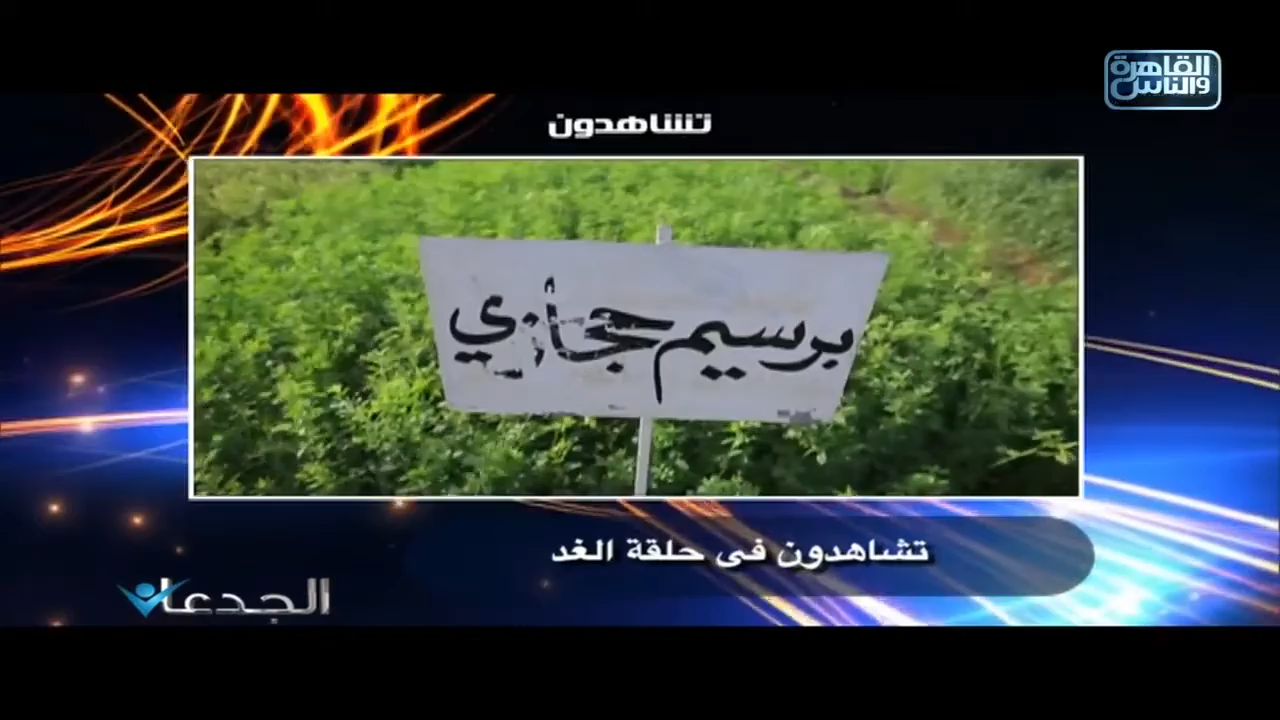 القاهرة
والناس
تشاهدون
برسيم حجازي
تشاهدون فى حلقة الغد
الجدعان